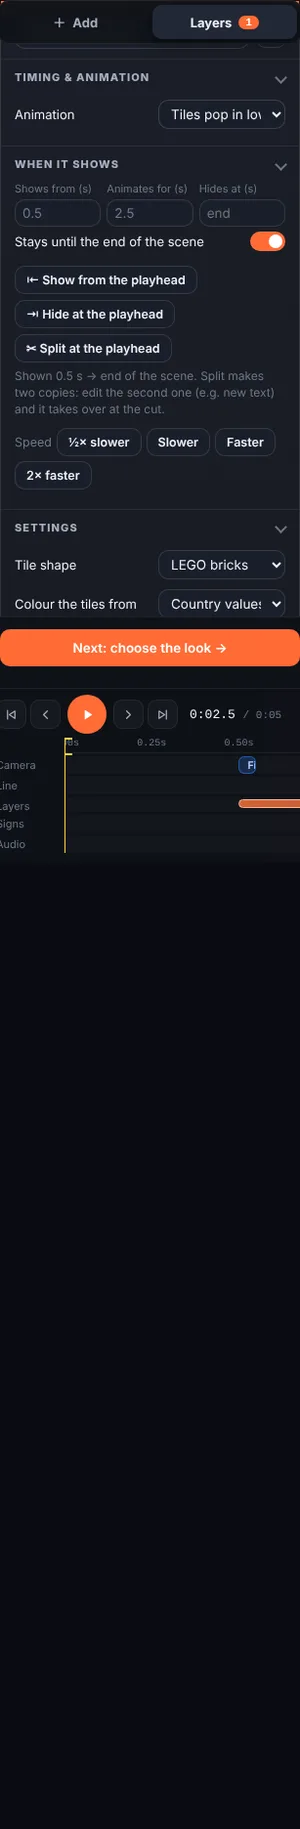 + Add
Layers 1
TIMING & ANIMATION
Animation
Tiles pop in lov
WHEN IT SHOWS
Shows from (s) Animates for (s) Hides at (s)
0.5 2.5 end
Stays until the end of the scene
⇤ Show from the playhead
⇥ Hide at the playhead
✂ Split at the playhead
Shown 0.5 s → end of the scene. Split makes
two copies: edit the second one (e.g. new text)
and it takes over at the cut.
Speed ½× slower Slower Faster
2× faster
SETTINGS
Tile shape LEGO bricks
Colour the tiles from Country values
Next: choose the look →
0:02.5 / 0:05
0.25s 0.50s
Camera Fi
Line
Layers
Signs
Audio